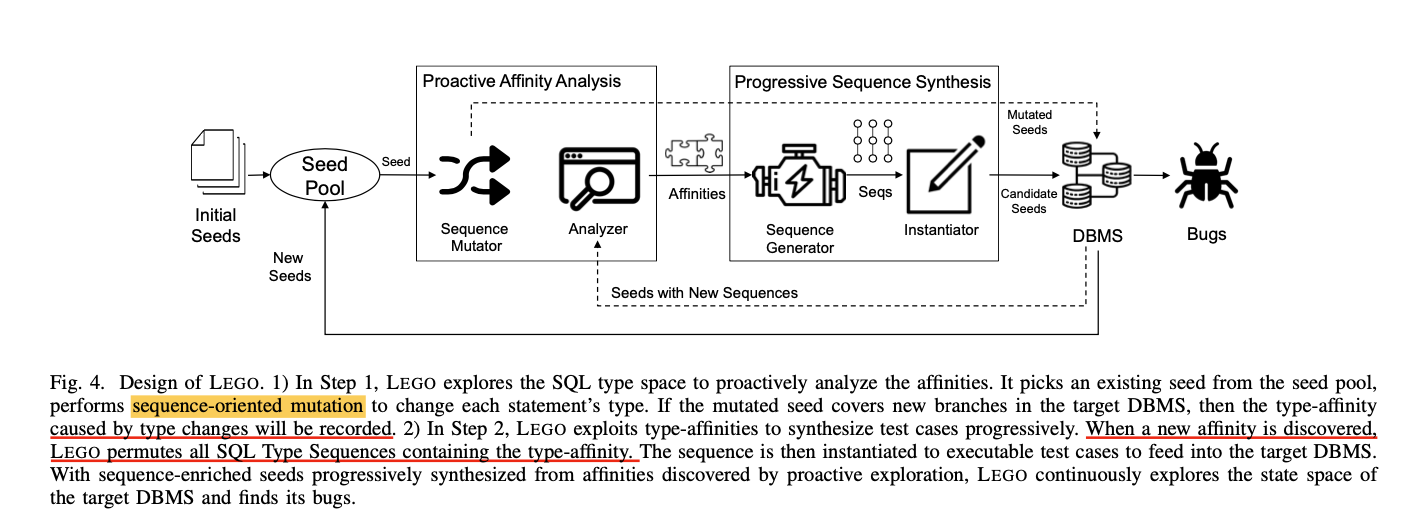 Proactive Affinity Analysis
Progressive Sequence Synthesis
Mutated
Seeds
Seed
Pool
Seed
Initial
Seeds
Sequence
Mutator
Analyzer
Affinities
Sequence
Generator
Seqs
Instantiator
Candidate
Seeds
DBMS
Bugs
New
Seeds
Seeds with New Sequences
Fig. 4. Design of LEGO. 1) In Step 1, LEGO explores the SQL type space to proactively analyze the affinities. It picks an existing seed from the seed pool,
performs sequence-oriented mutation to change each statement's type. If the mutated seed covers new branches in the target DBMS, then the type-affinity
caused by type changes will be recorded. 2) In Step 2, LEGO exploits type-affinities to synthesize test cases progressively. When a new affinity is discovered,
LEGO permutes all SQL Type Sequences containing the type-affinity. The sequence is then instantiated to executable test cases to feed into the target DBMS.
With sequence-enriched seeds progressively synthesized from affinities discovered by proactive exploration, LEGO continuously explores the state space of
the target DBMS and finds its bugs.